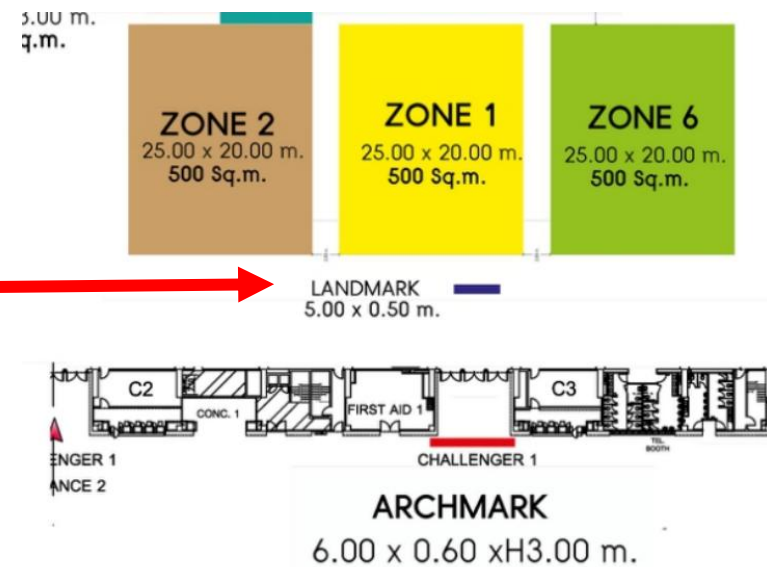 3.00 m.
q.m.
ZONE 2
25.00 x 20.00 m.
500 Sq.m.
ZONE 1
25.00 x 20.00 m.
500 Sq.m.
ZONE 6
25.00 x 20.00 m.
500 Sq.m.
LANDMARK
5.00 x 0.50 m.
C2
CONC. 1
FIRST AID 1
C3
TEL.
BOOTH
ENGER 1
ANCE 2
CHALLENGER 1
ARCHMARK
6.00 x 0.60 xH3.00 m.